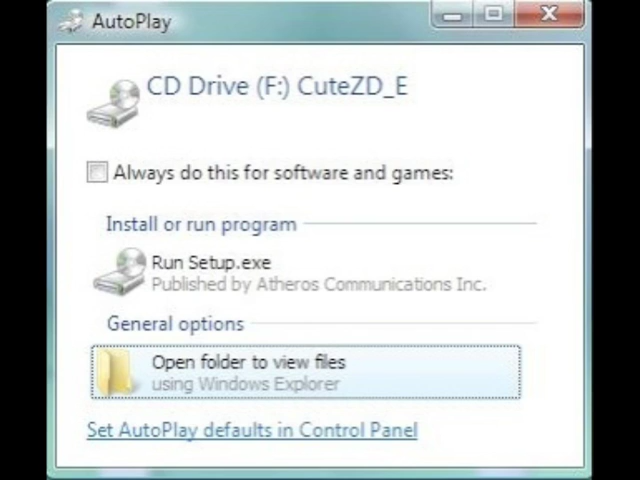 AutoPlay
CD Drive (F:) CuteZD_E
Always do this for software and games:
Install or run program
Run Setup.exe
Published by Atheros Communications Inc.
General options
Open folder to view files
using Windows Explorer
Set AutoPlay defaults in Control Panel